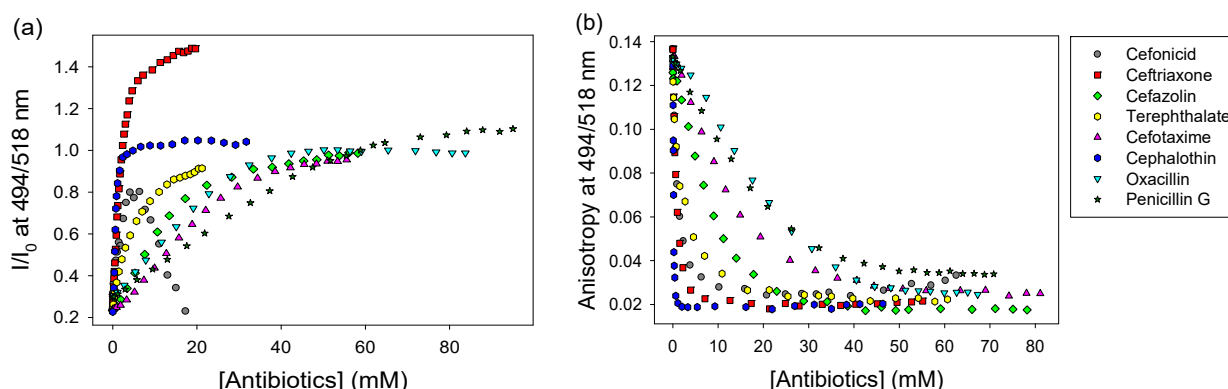 (a)
I/I0 at 494/518 nm
1.4
1.2
1.0
0.8
0.6
0.4
0.2
0 20 40 60 80
[Antibiotics] (mM)
(b)
Anisotropy at 494/518 nm
0.14
0.12
0.10
0.08
0.06
0.04
0.02
0 10 20 30 40 50 60 70 80
[Antibiotics] (mM)
Cefonicid
Ceftriaxone
Cefazolin
Terephthalate
Cefotaxime
Cephalothin
Oxacillin
Penicillin G